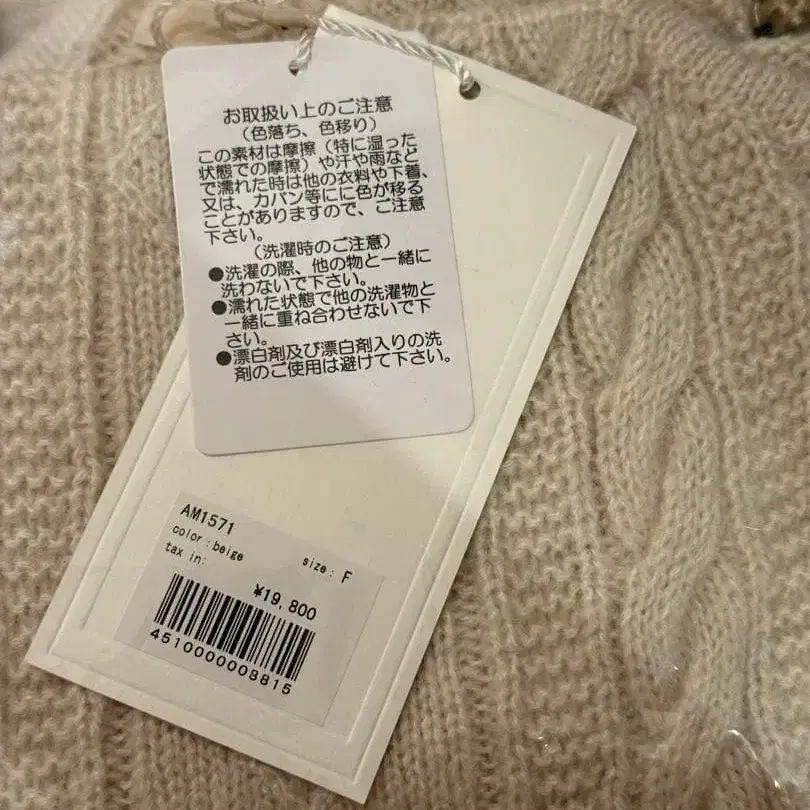 お取扱い上のご注意
（色落ち、色移り）
この素材は摩擦（特に湿った
状態での摩擦）や汗や雨など
で濡れた時は他の衣料や下着、
又は、カバン等にに色が移る
ことがありますので、ご注意
下さい。
（洗濯時のご注意）
●洗濯の際、他の物と一緒に
洗わないで下さい。
●濡れた状態で他の洗濯物と
一緒に重ね合わせないで下
さい。
●漂白剤及び漂白剤入りの洗
剤のご使用は避けて下さい。
AM1571
color:beige size: F
tax in:
¥19,800
4510000003815